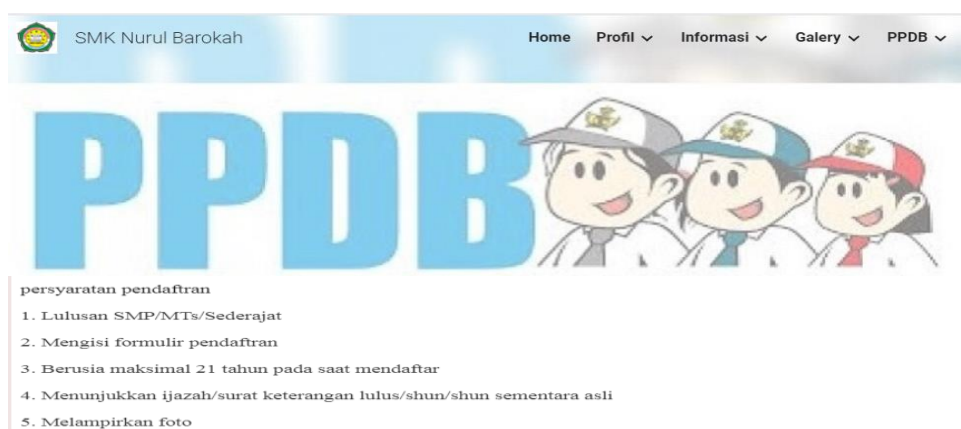 SMK Nurul Barokah Home Profil Informasi Galery PPDB
PPDB
persyaratan pendaftran
1. Lulusan SMP/MTs/Sederajat
2. Mengisi formulir pendaftran
3. Berusia maksimal 21 tahun pada saat mendaftar
4. Menunjukkan ijazah/surat keterangan lulus/shun/shun sementara asli
5. Melampirkan foto